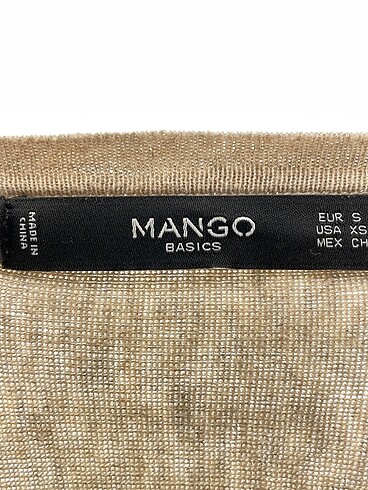 MADE IN
CHINA
MANGO
BASICS
EUR S
USA XS
MEX CH